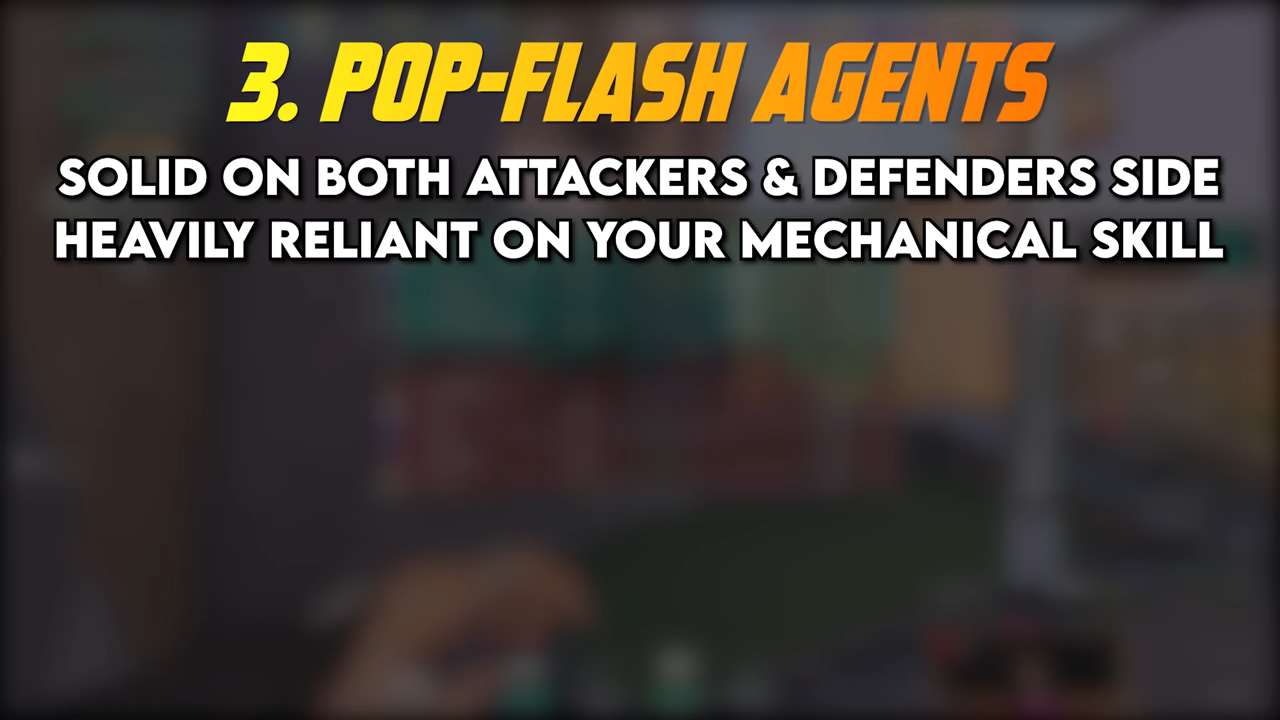 3. POP-FLASH AGENTS
SOLID ON BOTH ATTACKERS & DEFENDERS SIDE
HEAVILY RELIANT ON YOUR MECHANICAL SKILL